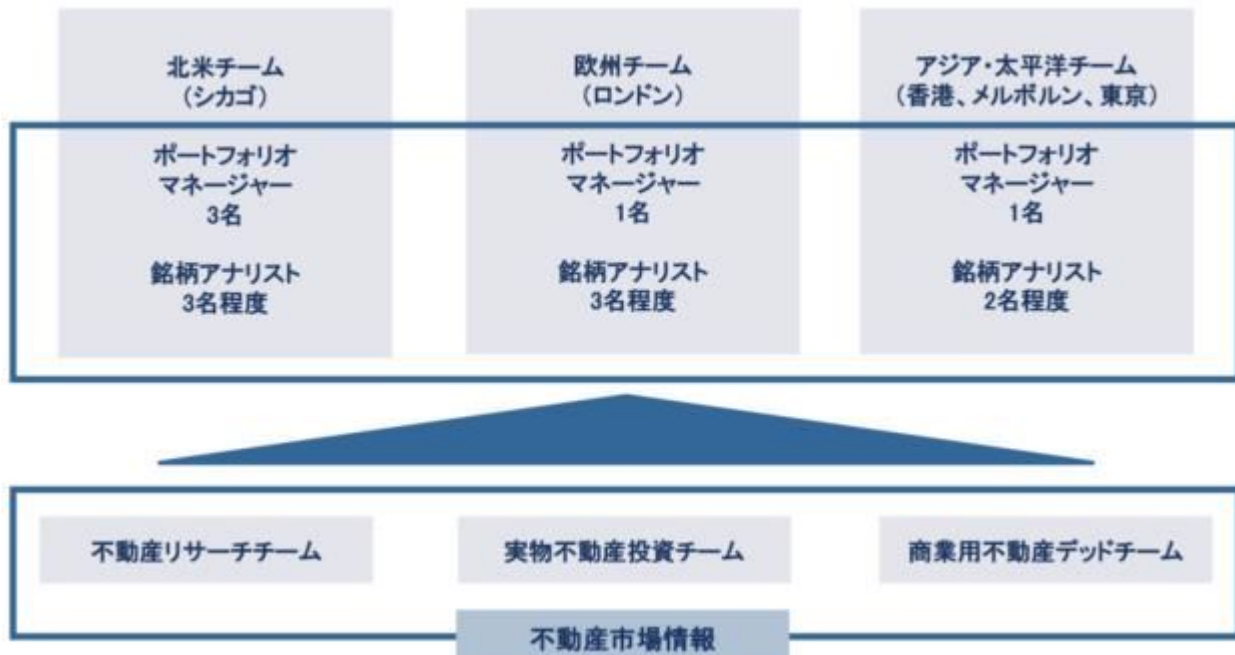 北米チーム
（シカゴ）
ポートフォリオ
マネージャー
3名
銘柄アナリスト
3名程度
欧州チーム
（ロンドン）
ポートフォリオ
マネージャー
1名
銘柄アナリスト
3名程度
アジア・太平洋チーム
（香港、メルボルン、東京）
ポートフォリオ
マネージャー
1名
銘柄アナリスト
2名程度
不動産リサーチチーム
実物不動産投資チーム
商業用不動産デッドチーム
不動産市場情報